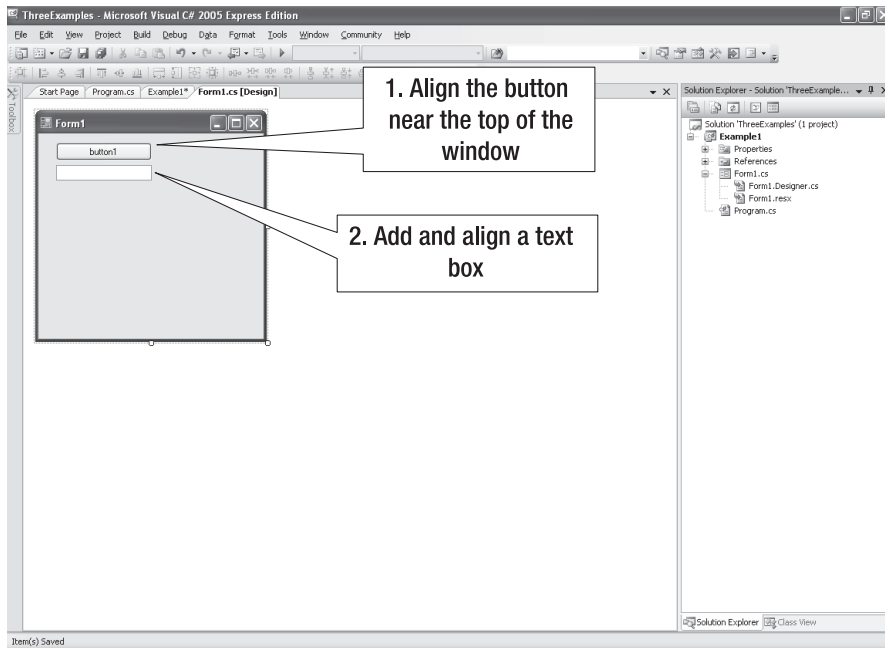 ThreeExamples - Microsoft Visual C# 2005 Express Edition
File Edit View Project Build Debug Data Format Tools Window Community Help
Toolbox
Start Page Program.cs Example1* Form1.cs [Design]
Form1
button1
1. Align the button
near the top of the
window
2. Add and align a text
box
Solution Explorer - Solution 'ThreeExample...
Solution 'ThreeExamples' (1 project)
Example1
Properties
References
Form1.cs
Form1.Designer.cs
Form1.resx
Program.cs
Solution Explorer Class View
Item(s) Saved